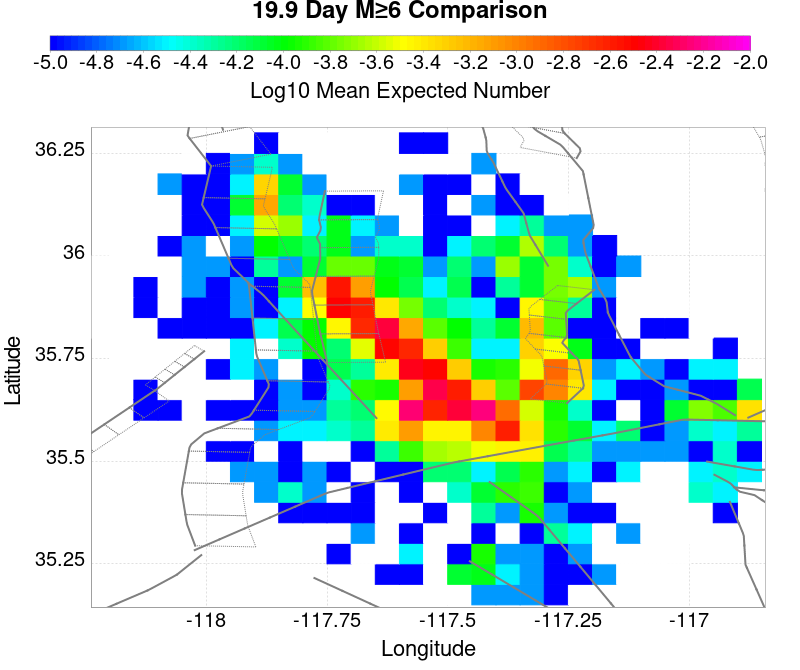 19.9 Day M≥6 Comparison
-5.0 -4.8 -4.6 -4.4 -4.2 -4.0 -3.8 -3.6 -3.4 -3.2 -3.0 -2.8 -2.6 -2.4 -2.2 -2.0
Log10 Mean Expected Number
36.25
36
35.75
35.5
35.25
Latitude
-118 -117.75 -117.5 -117.25 -117
Longitude